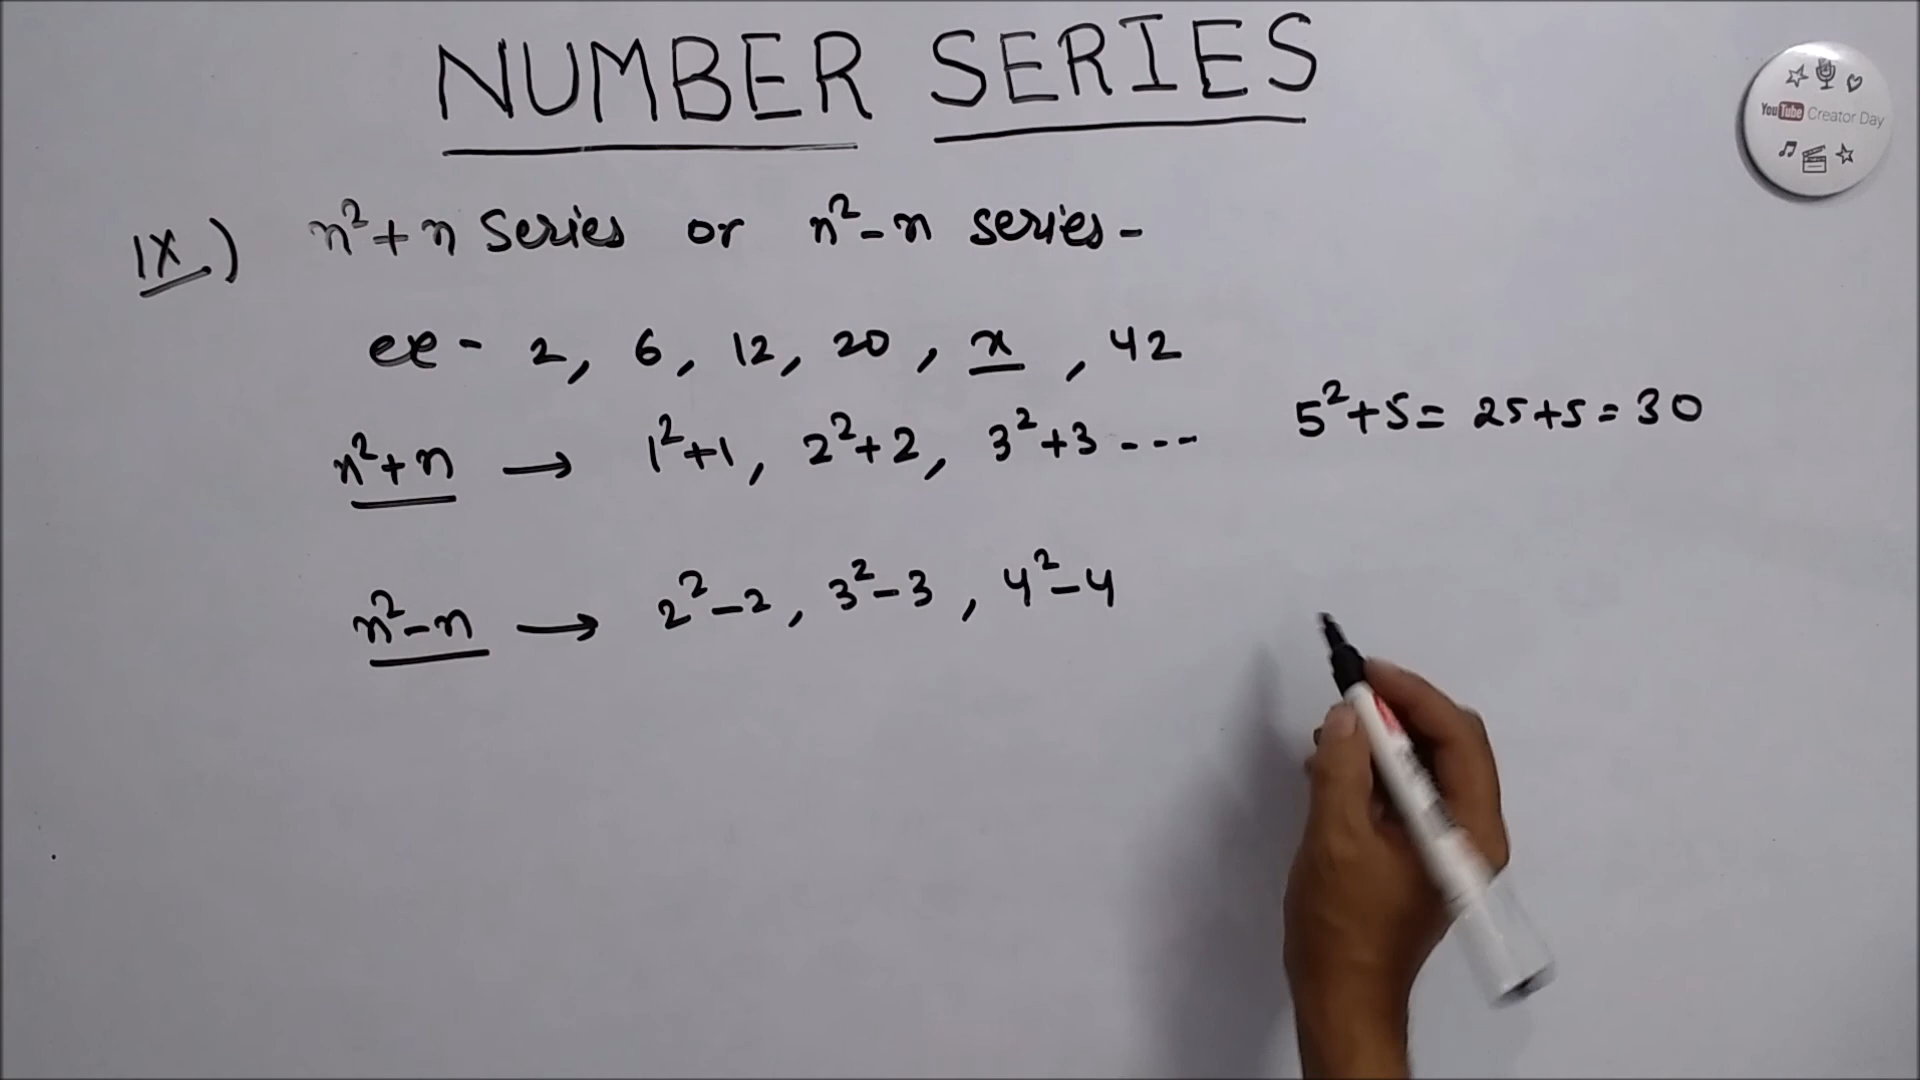 NUMBER SERIES
YouTube Creator Day
IX.) n²+n Series or n²-n series-
ex- 2, 6, 12, 20, x, 42
n²+n → 1²+1, 2²+2, 3²+3 ---
5²+5= 25+5=30
n²-n → 2²-2, 3²-3, 4²-4